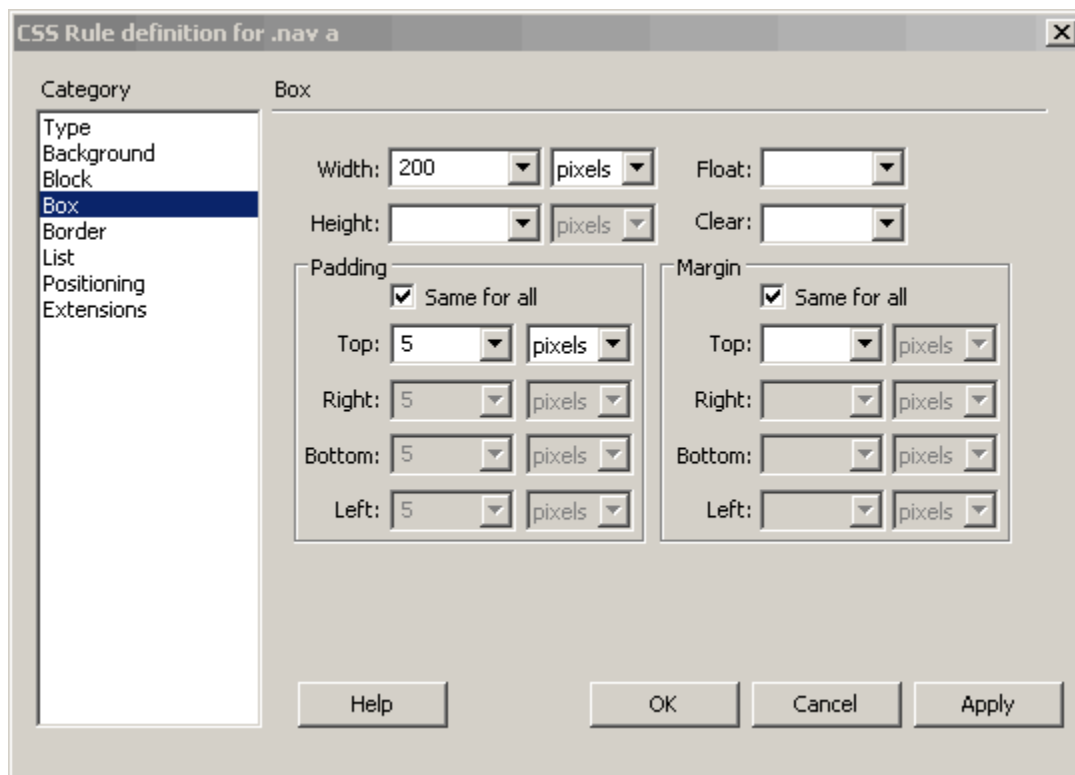 CSS Rule definition for .nav a
Category
Type
Background
Block
Box
Border
List
Positioning
Extensions
Box
Width: 200 pixels Float:
Height: pixels Clear:
Padding
Same for all
Top: 5 pixels
Right: 5 pixels
Bottom: 5 pixels
Left: 5 pixels
Margin
Same for all
Top: pixels
Right: pixels
Bottom: pixels
Left: pixels
Help OK Cancel Apply